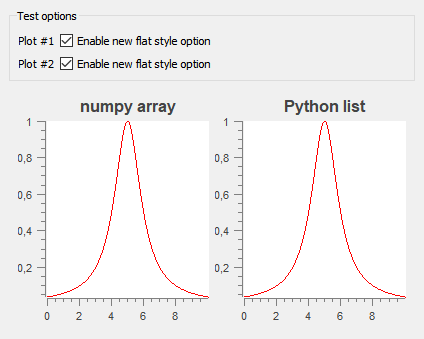 Test options
Plot #1 Enable new flat style option
Plot #2 Enable new flat style option
numpy array Python list
1 1
0,8 0,8
0,6 0,6
0,4 0,4
0,2 0,2
0 2 4 6 8 0 2 4 6 8